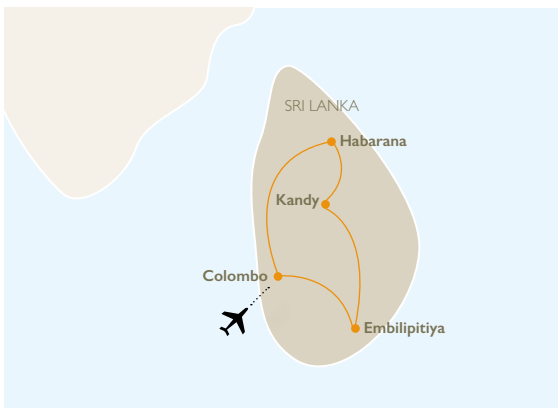 SRI LANKA
Habarana
Kandy
Colombo
Embilipitiya